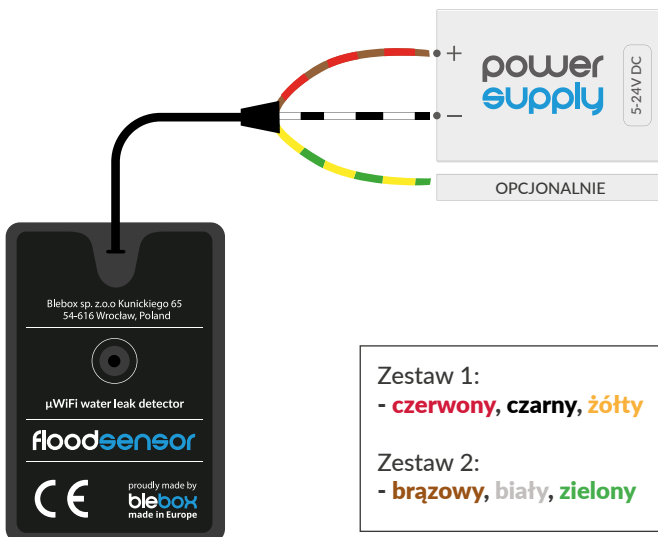 +
power
supply
5-24V DC
–
OPCJONALNIE
Blebox sp. z.o.o Kunickiego 65
54-616 Wrocław, Poland
µWiFi water leak detector
floodsensor
CE
proudly made by
blebox
made in Europe
Zestaw 1:
- czerwony, czarny, żółty
Zestaw 2:
- brązowy, biały, zielony